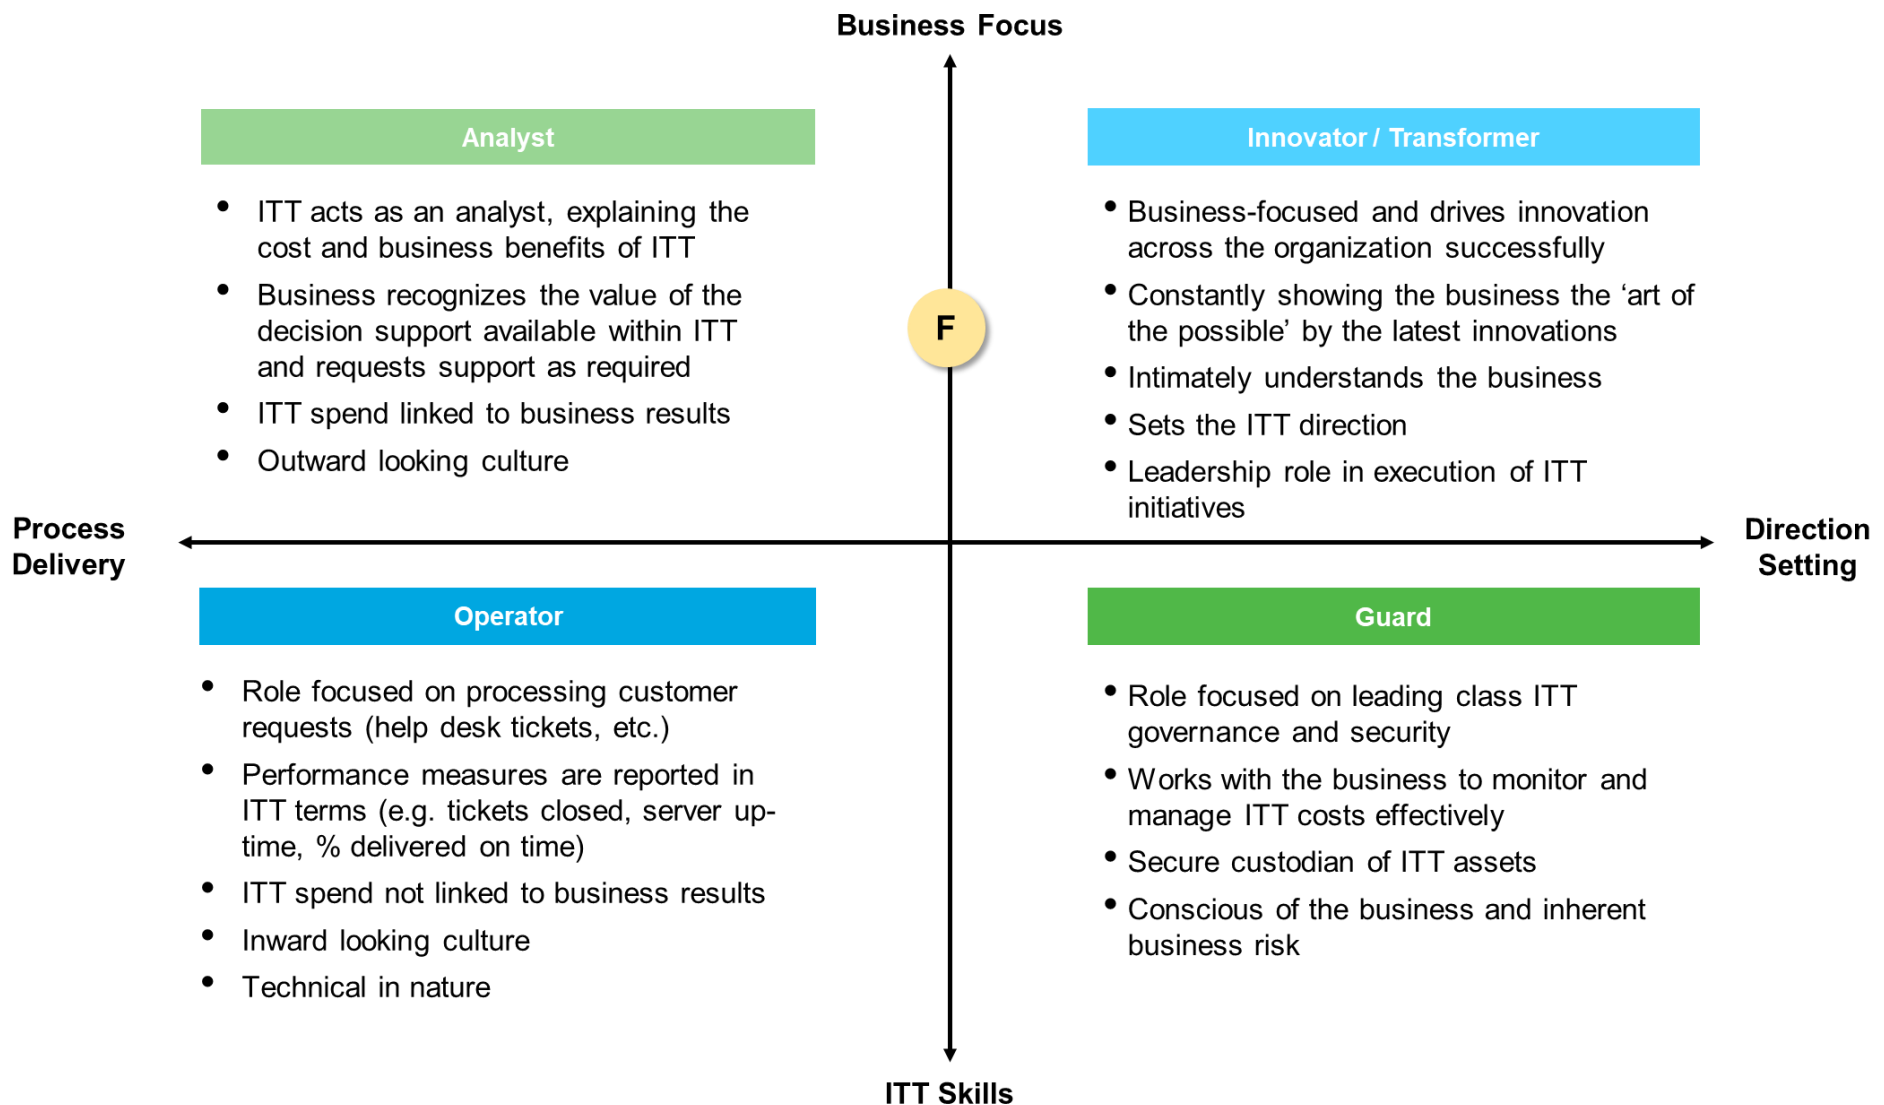 Business Focus
Analyst
• ITT acts as an analyst, explaining the
cost and business benefits of ITT
• Business recognizes the value of the
decision support available within ITT
and requests support as required
• ITT spend linked to business results
• Outward looking culture
Innovator / Transformer
• Business-focused and drives innovation
across the organization successfully
• Constantly showing the business the ‘art of
the possible’ by the latest innovations
• Intimately understands the business
• Sets the ITT direction
• Leadership role in execution of ITT
initiatives
F
Process
Delivery
Direction
Setting
Operator
• Role focused on processing customer
requests (help desk tickets, etc.)
• Performance measures are reported in
ITT terms (e.g. tickets closed, server up-
time, % delivered on time)
• ITT spend not linked to business results
• Inward looking culture
• Technical in nature
Guard
• Role focused on leading class ITT
governance and security
• Works with the business to monitor and
manage ITT costs effectively
• Secure custodian of ITT assets
• Conscious of the business and inherent
business risk
ITT Skills